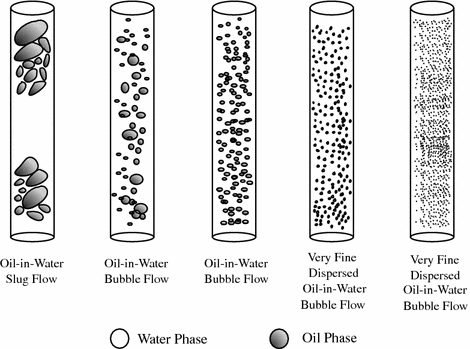 Oil-in-Water
Slug Flow
Oil-in-Water
Bubble Flow
Oil-in-Water
Bubble Flow
Very Fine
Dispersed
Oil-in-Water
Bubble Flow
Very Fine
Dispersed
Oil-in-Water
Bubble Flow
Water Phase
Oil Phase